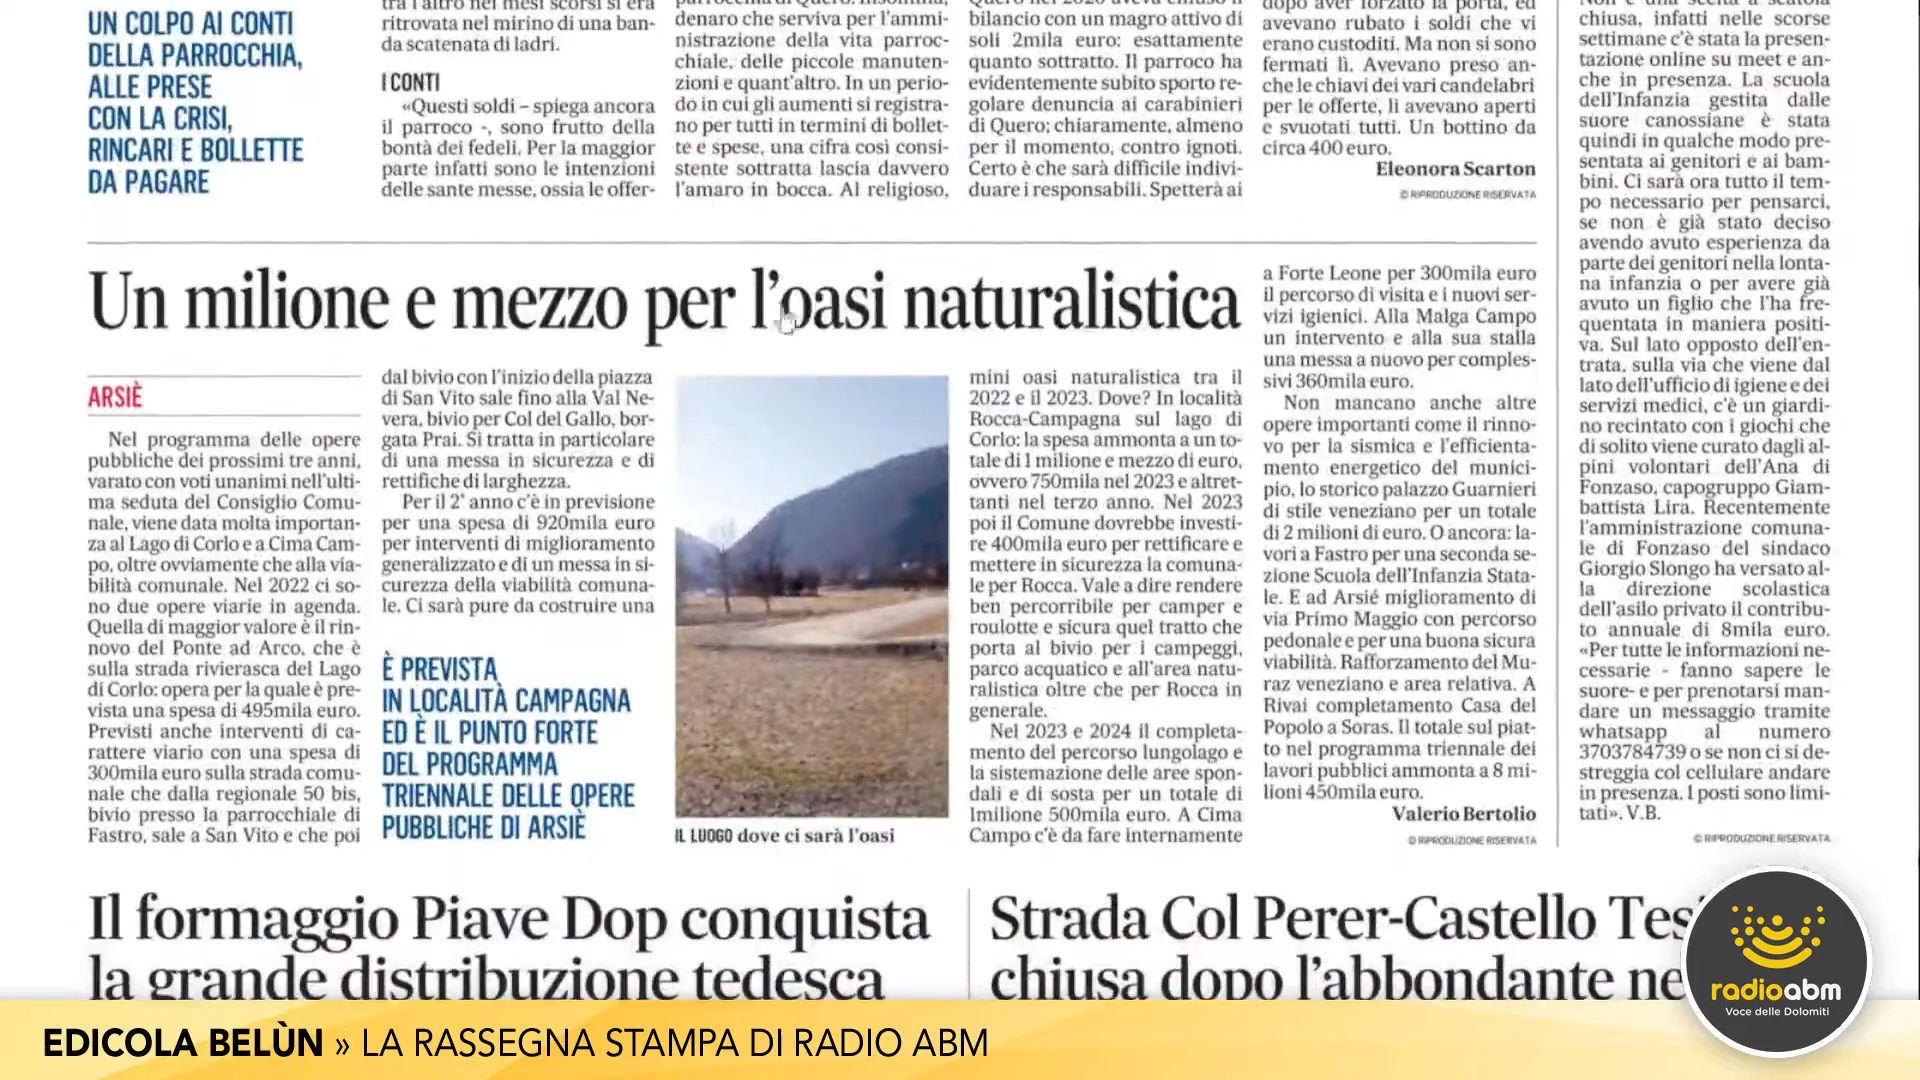 UN COLPO AI CONTI
DELLA PARROCCHIA,
ALLE PRESE
CON LA CRISI,
RINCARI E BOLLETTE
DA PAGARE
ritrovata nel mirino di una ban-
da scatenata di ladri.
I CONTI
«Questi soldi – spiega ancora
il parroco -, sono frutto della
bontà dei fedeli. Per la maggior
parte infatti sono le intenzioni
delle sante messe, ossia le offer-
denaro che serviva per l'ammi-
nistrazione della vita parroc-
chiale, delle piccole manuten-
zioni e quant'altro. In un perio-
do in cui gli aumenti si registra-
no per tutti in termini di bollet-
te e spese, una cifra così consi-
stente sottratta lascia davvero
l'amaro in bocca. Al religioso,
bilancio con un magro attivo di
soli 2mila euro: esattamente
quanto sottratto. Il parroco ha
evidentemente subito sporto re-
golare denuncia ai carabinieri
di Quero; chiaramente, almeno
per il momento, contro ignoti.
Certo è che sarà difficile indivi-
duare i responsabili. Spetterà ai
dopo aver forzato la porta, ed
avevano rubato i soldi che vi
erano custoditi. Ma non si sono
fermati lì. Avevano preso an-
che le chiavi dei vari candelabri
per le offerte, li avevano aperti
e svuotati tutti. Un bottino da
circa 400 euro.
Eleonora Scarton
© RIPRODUZIONE RISERVATA
Un milione e mezzo per l'oasi naturalistica
ARSIÈ
Nel programma delle opere
pubbliche dei prossimi tre anni,
varato con voti unanimi nell'ulti-
ma seduta del Consiglio Comu-
nale, viene data molta importan-
za al Lago di Corlo e a Cima Cam-
po, oltre ovviamente che alla via-
bilità comunale. Nel 2022 ci so-
no due opere viarie in agenda.
Quella di maggior valore è il rin-
novo del Ponte ad Arco, che è
sulla strada rivierasca del Lago
di Corlo: opera per la quale è pre-
vista una spesa di 495mila euro.
Previsti anche interventi di ca-
rattere viario con una spesa di
300mila euro sulla strada comu-
nale che dalla regionale 50 bis,
bivio presso la parrocchiale di
Fastro, sale a San Vito e che poi
dal bivio con l'inizio della piazza
di San Vito sale fino alla Val Ne-
vera, bivio per Col del Gallo, bor-
gata Prai. Si tratta in particolare
di una messa in sicurezza e di
rettifiche di larghezza.
Per il 2° anno c'è in previsione
per una spesa di 920mila euro
per interventi di miglioramento
generalizzato e di un messa in si-
curezza della viabilità comuna-
le. Ci sarà pure da costruire una
È PREVISTA
IN LOCALITÀ CAMPAGNA
ED È IL PUNTO FORTE
DEL PROGRAMMA
TRIENNALE DELLE OPERE
PUBBLICHE DI ARSIÈ
IL LUOGO dove ci sarà l'oasi
mini oasi naturalistica tra il
2022 e il 2023. Dove? In località
Rocca-Campagna sul lago di
Corlo: la spesa ammonta a un to-
tale di 1 milione e mezzo di euro,
ovvero 750mila nel 2023 e altret-
tanti nel terzo anno. Nel 2023
poi il Comune dovrebbe investi-
re 400mila euro per rettificare e
mettere in sicurezza la comuna-
le per Rocca. Vale a dire rendere
ben percorribile per camper e
roulotte e sicura quel tratto che
porta al bivio per i campeggi,
parco acquatico e all'area natu-
ralistica oltre che per Rocca in
generale.
Nel 2023 e 2024 il completa-
mento del percorso lungolago e
la sistemazione delle aree spon-
dali e di sosta per un totale di
1milione 500mila euro. A Cima
Campo c'è da fare internamente
a Forte Leone per 300mila euro
il percorso di visita e i nuovi ser-
vizi igienici. Alla Malga Campo
un intervento e alla sua stalla
una messa a nuovo per comples-
sivi 360mila euro.
Non mancano anche altre
opere importanti come il rinno-
vo per la sismica e l'efficienta-
mento energetico del munici-
pio, lo storico palazzo Guarnieri
di stile veneziano per un totale
di 2 milioni di euro. O ancora: la-
vori a Fastro per una seconda se-
zione Scuola dell'Infanzia Stata-
le. E ad Arsié miglioramento di
via Primo Maggio con percorso
pedonale e per una buona sicura
viabilità. Rafforzamento del Mu-
raz veneziano e area relativa. A
Rivai completamento Casa del
Popolo a Soras. Il totale sul piat-
to nel programma triennale dei
lavori pubblici ammonta a 8 mi-
lioni 450mila euro.
Valerio Bertolio
© RIPRODUZIONE RISERVATA
chiusa, infatti nelle scorse
settimane c'è stata la presen-
tazione online su meet e an-
che in presenza. La scuola
dell'Infanzia gestita dalle
suore canossiane è stata
quindi in qualche modo pre-
sentata ai genitori e ai bam-
bini. Ci sarà ora tutto il tem-
po necessario per pensarci,
se non è già stato deciso
avendo avuto esperienza da
parte dei genitori nella lonta-
na infanzia o per avere già
avuto un figlio che l'ha fre-
quentata in maniera positi-
va. Sul lato opposto dell'en-
trata, sulla via che viene dal
lato dell'ufficio di igiene e dei
servizi medici, c'è un giardi-
no recintato con i giochi che
di solito viene curato dagli al-
pini volontari dell'Ana di
Fonzaso, capogruppo Giam-
battista Lira. Recentemente
l'amministrazione comuna-
le di Fonzaso del sindaco
Giorgio Slongo ha versato al-
la direzione scolastica
dell'asilo privato il contribu-
to annuale di 8mila euro.
«Per tutte le informazioni ne-
cessarie - fanno sapere le
suore- e per prenotarsi man-
dare un messaggio tramite
whatsapp al numero
3703784739 o se non ci si de-
streggia col cellulare andare
in presenza. I posti sono limi-
tati». V.B.
© RIPRODUZIONE RISERVATA
Il formaggio Piave Dop conquista
la grande distribuzione tedesca
Strada Col Perer-Castello Tes
chiusa dopo l'abbondante ne
radioabm
Voce delle Dolomiti
EDICOLA BELÙN » LA RASSEGNA STAMPA DI RADIO ABM